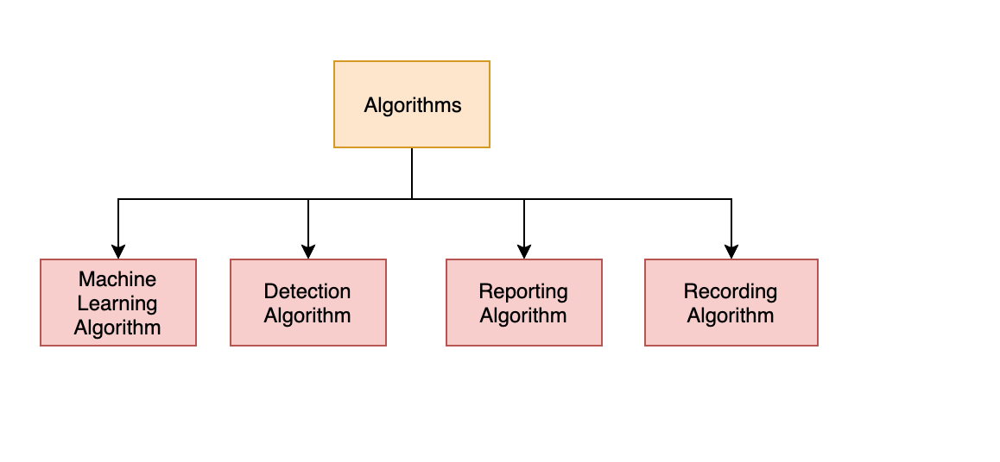 Algorithms
Machine
Learning
Algorithm
Detection
Algorithm
Reporting
Algorithm
Recording
Algorithm